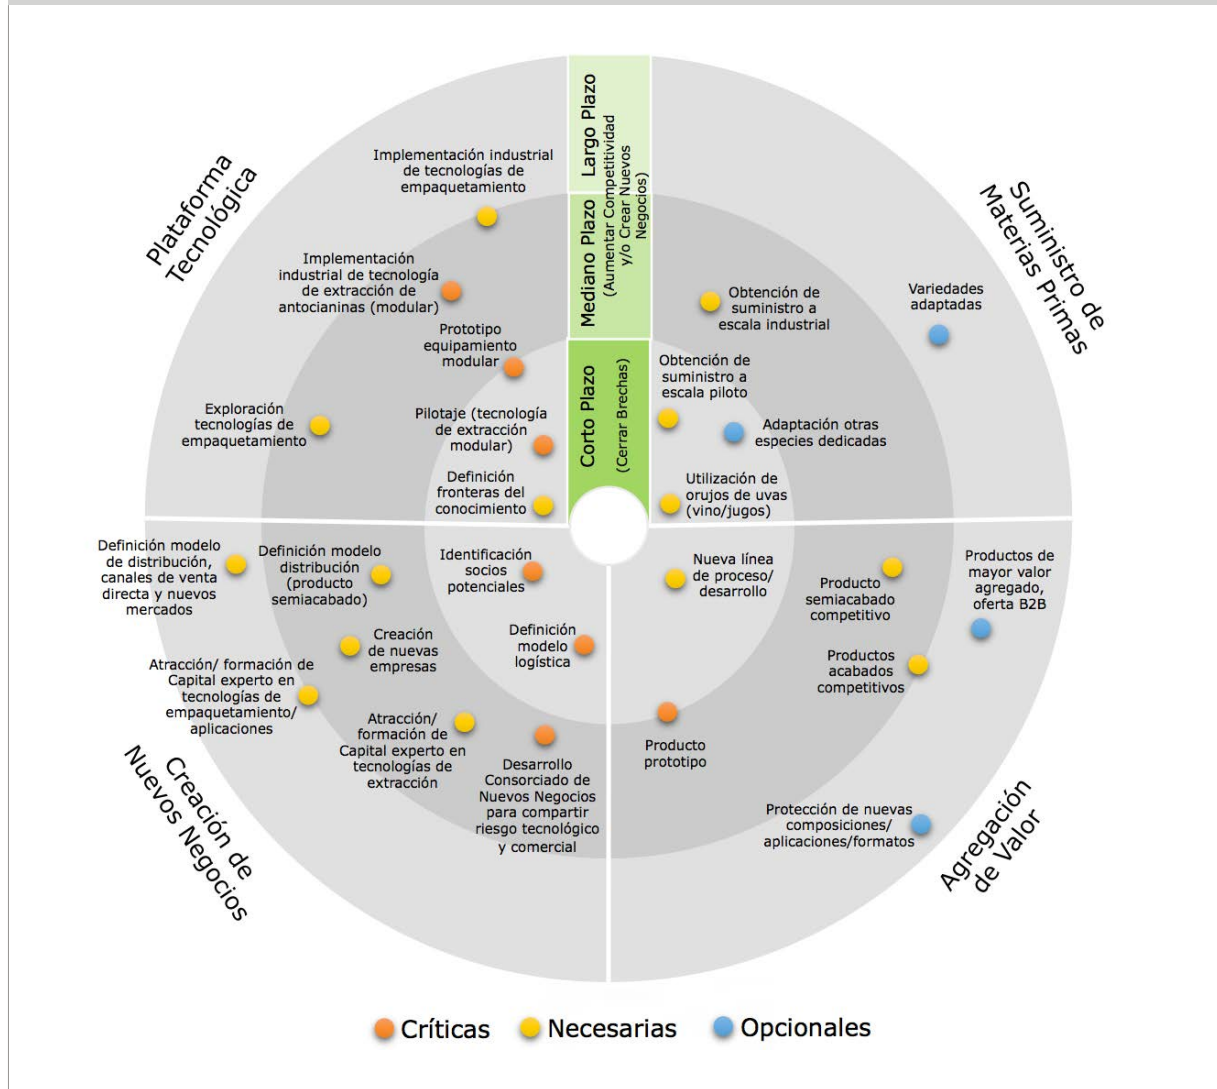 Plataforma
Tecnológica
Implementación industrial
de tecnologías de
empaquetamiento
Implementación
industrial de tecnología
de extracción de
antocianinas (modular)
Prototipo
equipamiento
modular
Exploración
tecnologías de
empaquetamiento
Pilotaje (tecnología
de extracción
modular)
Definición
fronteras del
conocimiento
Largo Plazo
Mediano Plazo
(Aumentar Competitividad
y/o Crear Nuevos
Negocios)
Corto Plazo
(Cerrar Brechas)
Suministro de
Materias Primas
Variedades
adaptadas
Obtención de
suministro a
escala industrial
Obtención de
suministro a
escala piloto
Adaptación otras
especies dedicadas
Utilización de
orujos de uvas
(vino/jugos)
Definición modelo
de distribución,
canales de venta
directa y nuevos
mercados
Definición modelo
distribución
(producto
semiacabado)
Identificación
socios
potenciales
Creación
de nuevas
empresas
Definición
modelo
logística
Atracción/ formación de
Capital experto en
tecnologías de
empaquetamiento/
aplicaciones
Atracción/
formación de
Capital experto en
tecnologías de
extracción
Desarrollo
Consorciado de
Nuevos Negocios
para compartir
riesgo tecnológico
y comercial
Creación de
Nuevos Negocios
Nueva línea
de proceso/
desarrollo
Producto
semiacabado
competitivo
Productos de
mayor valor
agregado,
oferta B2B
Productos
acabados
competitivos
Producto
prototipo
Protección de nuevas
composiciones/
aplicaciones/formatos
Agregación
de Valor
Críticas
Necesarias
Opcionales